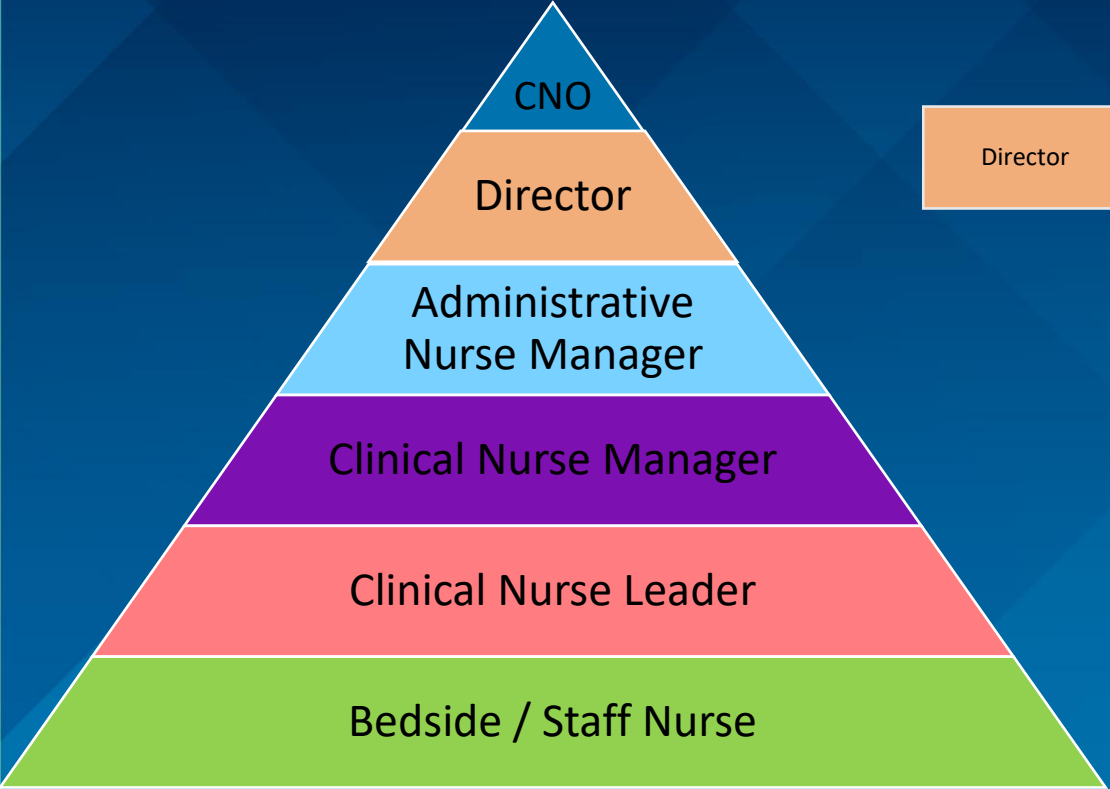 CNO
Director
Director
Administrative
Nurse Manager
Clinical Nurse Manager
Clinical Nurse Leader
Bedside / Staff Nurse